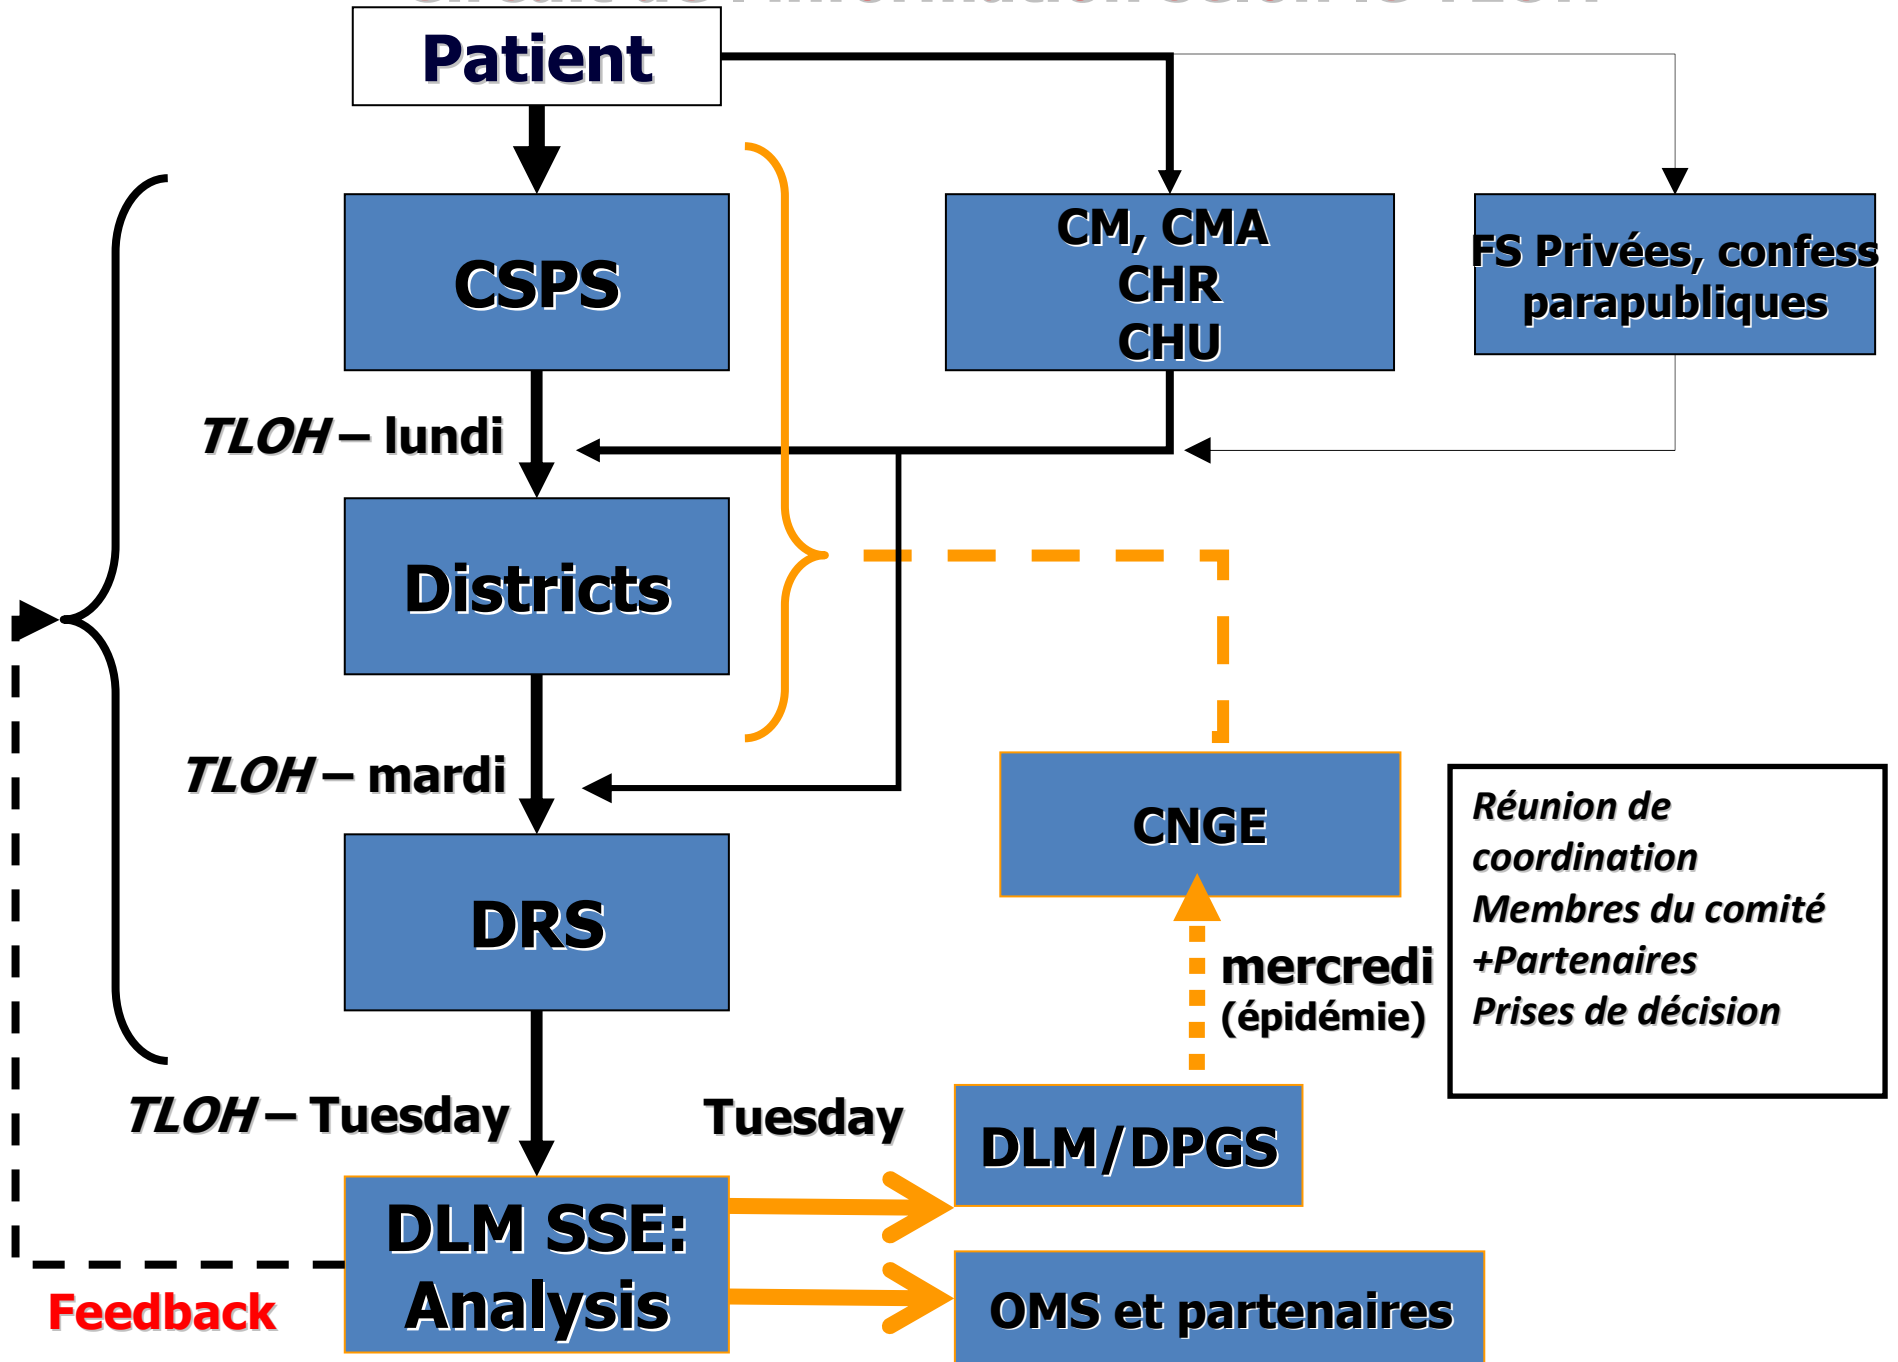 Patient
CSPS
CM, CMA
CHR
CHU
FS Privées, confess
parapubliques
TLOH – lundi
Districts
TLOH – mardi
CNGE
Réunion de
coordination
Membres du comité
+Partenaires
Prises de décision
DRS
mercredi
(épidémie)
TLOH – Tuesday
Tuesday
DLM/DPGS
DLM SSE:
Analysis
OMS et partenaires
Feedback